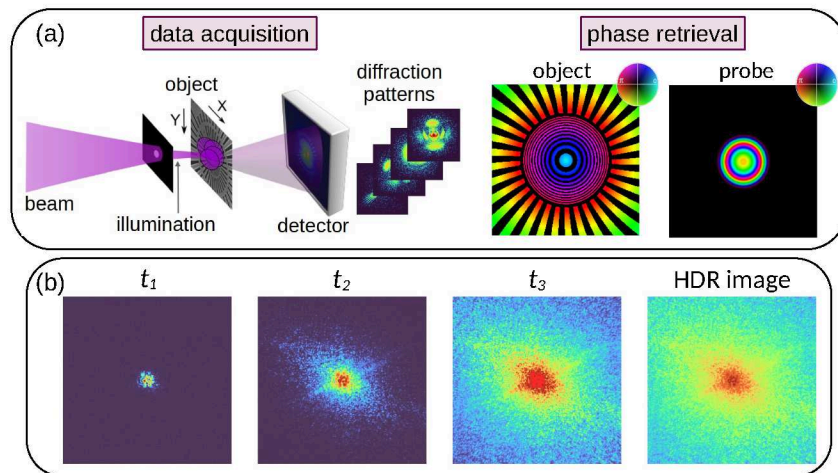 (a)
data acquisition
phase retrieval
object
X
Y
diffraction
patterns
beam
illumination
detector
object
probe
π
π
(b)
t₁
t₂
t₃
HDR image